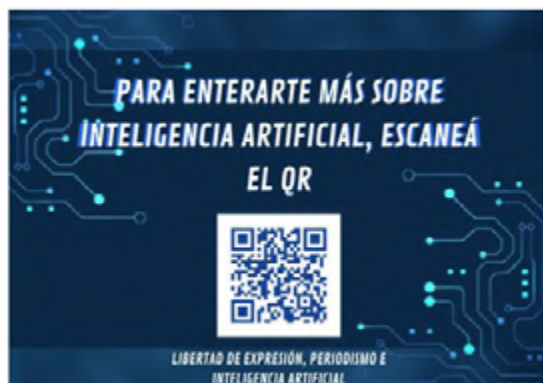 PARA ENTERARTE MÁS SOBRE
INTELIGENCIA ARTIFICIAL, ESCANEÁ
EL QR
LIBERTAD DE EXPRESIÓN, PERIODISMO E
INTELIGENCIA ARTIFICIAL